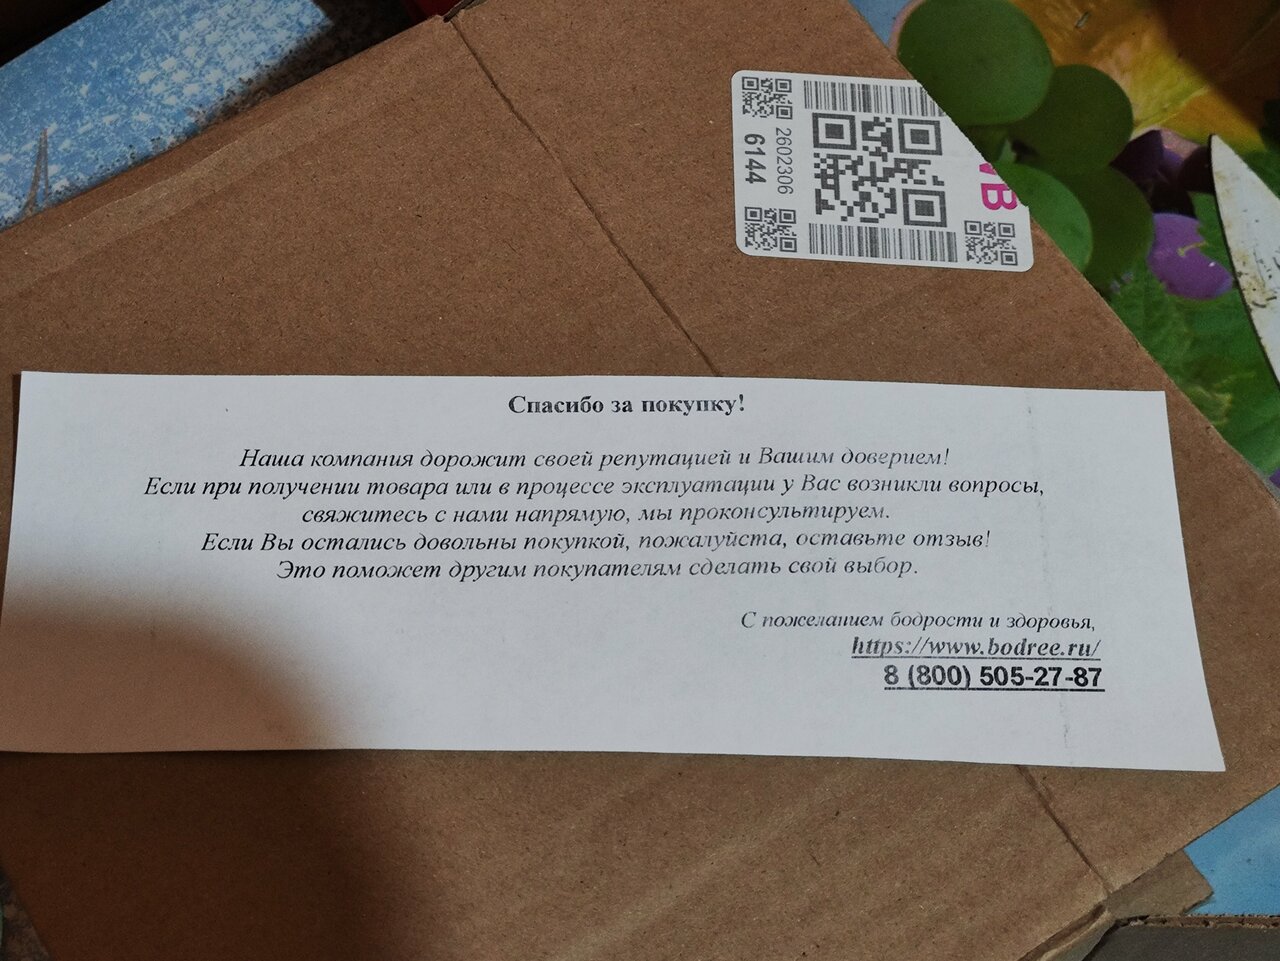 2602306
6144
WB
Спасибо за покупку!
Наша компания дорожит своей репутацией и Вашим доверием!
Если при получении товара или в процессе эксплуатации у Вас возникли вопросы,
свяжитесь с нами напрямую, мы проконсультируем.
Если Вы остались довольны покупкой, пожалуйста, оставьте отзыв!
Это поможет другим покупателям сделать свой выбор.
С пожеланием бодрости и здоровья,
https://www.bodree.ru/
8 (800) 505-27-87